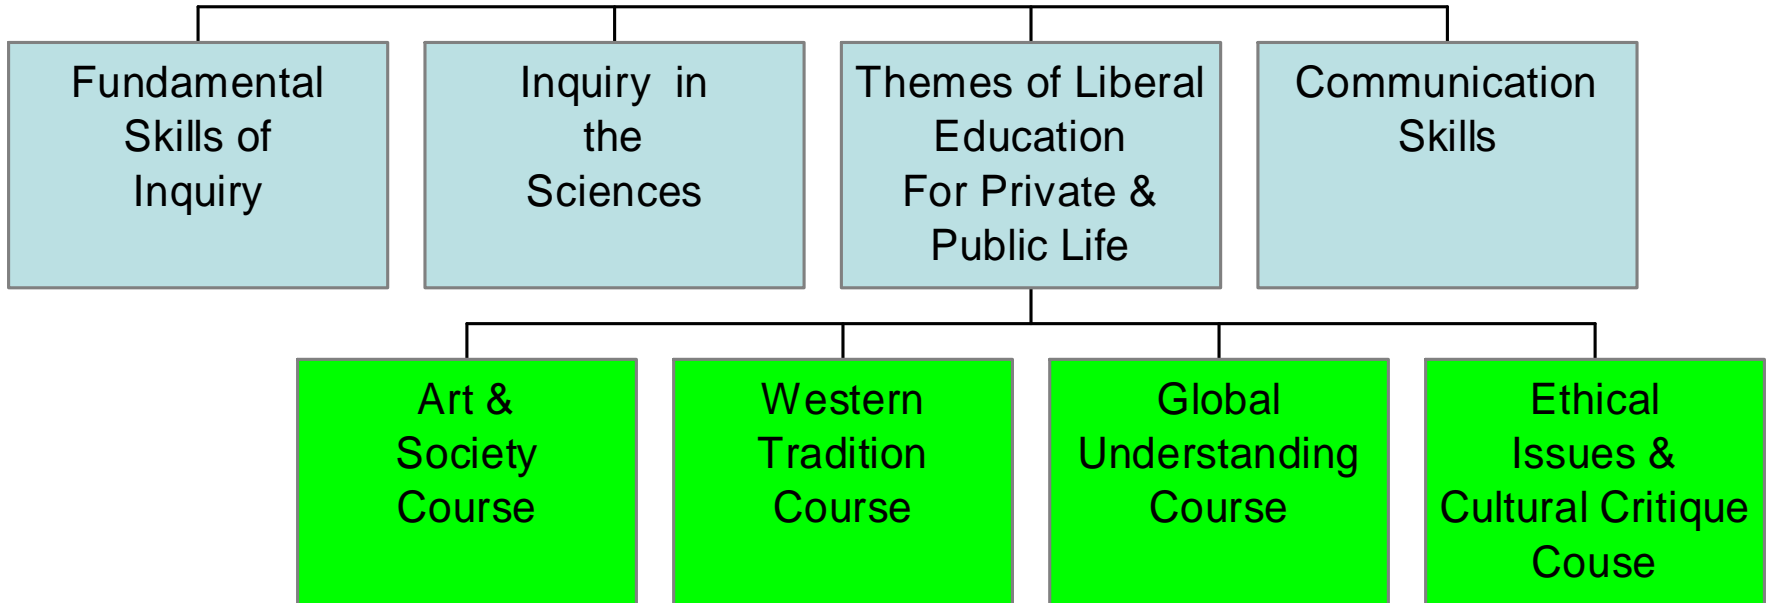 Fundamental
Skills of
Inquiry
Inquiry in
the
Sciences
Themes of Liberal
Education
For Private &
Public Life
Communication
Skills
Art &
Society
Course
Western
Tradition
Course
Global
Understanding
Course
Ethical
Issues &
Cultural Critique
Couse